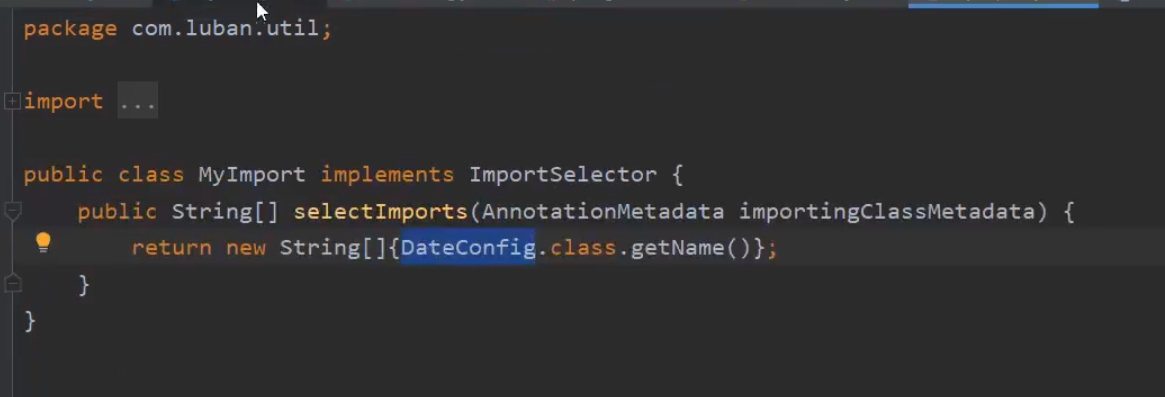 package com.luban.util;
import ...
public class MyImport implements ImportSelector {
public String[] selectImports(AnnotationMetadata importingClassMetadata) {
return new String[]{DateConfig.class.getName()};
}
}